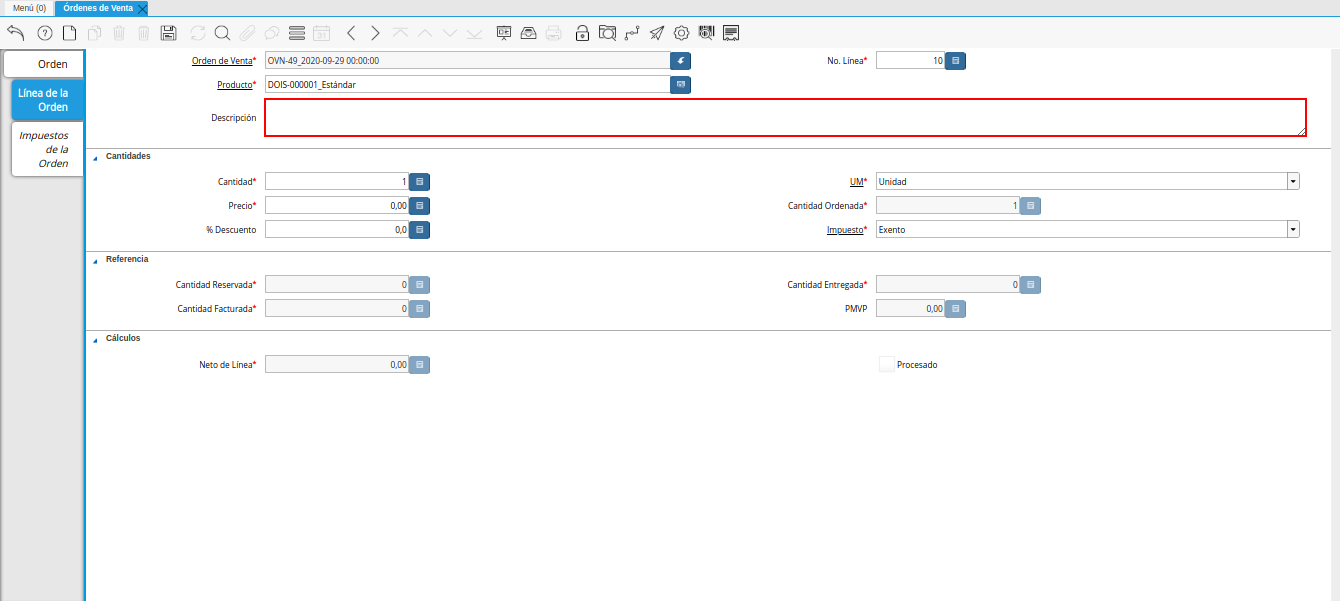 Menú (0)
Órdenes de Venta
Orden
Línea de la
Orden
Impuestos
de la
Orden
Orden de Venta* OVN-49_2020-09-29 00:00:00 No. Línea* 10
Producto* DOIS-000001_Estándar
Descripción
Cantidades
Cantidad* 1 UM* Unidad
Precio* 0,00 Cantidad Ordenada* 1
% Descuento 0,0 Impuesto* Exento
Referencia
Cantidad Reservada* 0 Cantidad Entregada* 0
Cantidad Facturada* 0 PMVP 0,00
Cálculos
Neto de Línea* 0,00 Procesado